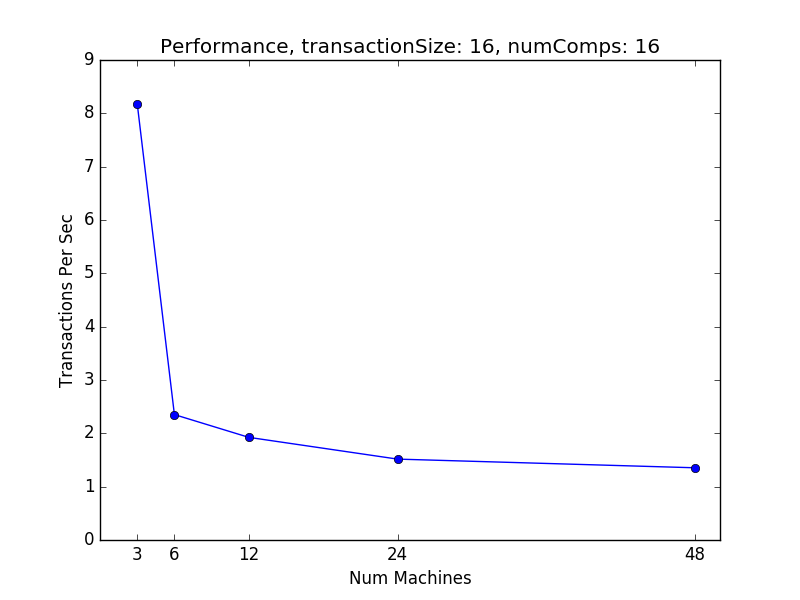 Performance, transactionSize: 16, numComps: 16
9
8
7
6
5
4
3
2
1
0
Transactions Per Sec
3 6 12 24 48
Num Machines